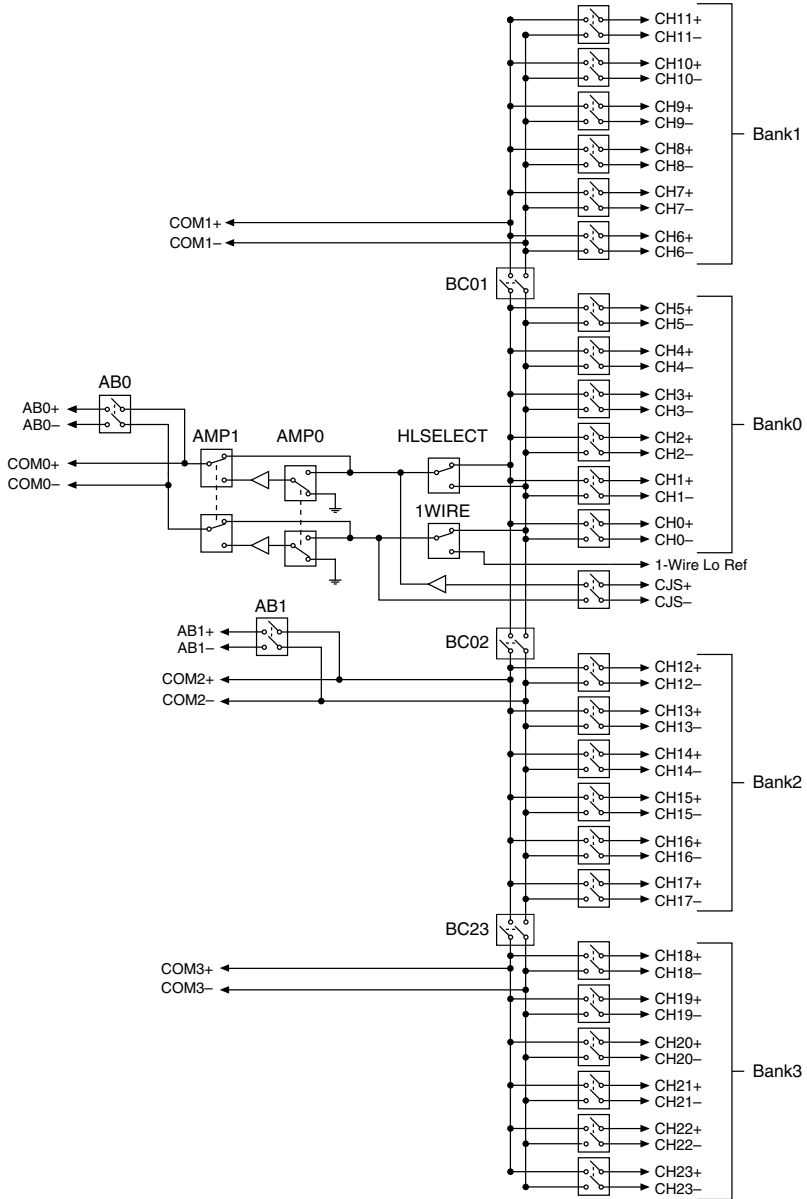 CH11+
CH11–
CH10+
CH10–
CH9+
CH9–
Bank1
CH8+
CH8–
CH7+
CH7–
COM1+
COM1–
CH6+
CH6–
BC01
CH5+
CH5–
CH4+
CH4–
AB0
AB0+
AB0–
CH3+
CH3–
Bank0
AMP1
AMP0
HLSELECT
CH2+
CH2–
COM0+
COM0–
CH1+
CH1–
1WIRE
CH0+
CH0–
1-Wire Lo Ref
CJS+
CJS–
AB1
AB1+
AB1–
BC02
COM2+
COM2–
CH12+
CH12–
CH13+
CH13–
CH14+
CH14–
Bank2
CH15+
CH15–
CH16+
CH16–
CH17+
CH17–
BC23
COM3+
COM3–
CH18+
CH18–
CH19+
CH19–
CH20+
CH20–
Bank3
CH21+
CH21–
CH22+
CH22–
CH23+
CH23–